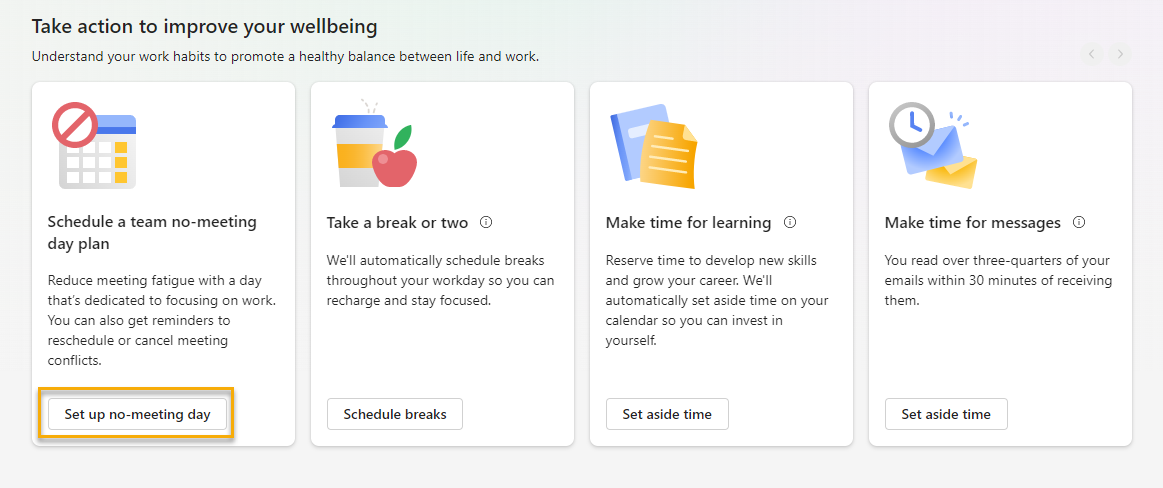 Take action to improve your wellbeing
Understand your work habits to promote a healthy balance between life and work.
Schedule a team no-meeting
day plan
Reduce meeting fatigue with a day
that's dedicated to focusing on work.
You can also get reminders to
reschedule or cancel meeting
conflicts.
Set up no-meeting day
Take a break or two
We'll automatically schedule breaks
throughout your workday so you can
recharge and stay focused.
Schedule breaks
Make time for learning
Reserve time to develop new skills
and grow your career. We'll
automatically set aside time on your
calendar so you can invest in
yourself.
Set aside time
Make time for messages
You read over three-quarters of your
emails within 30 minutes of receiving
them.
Set aside time